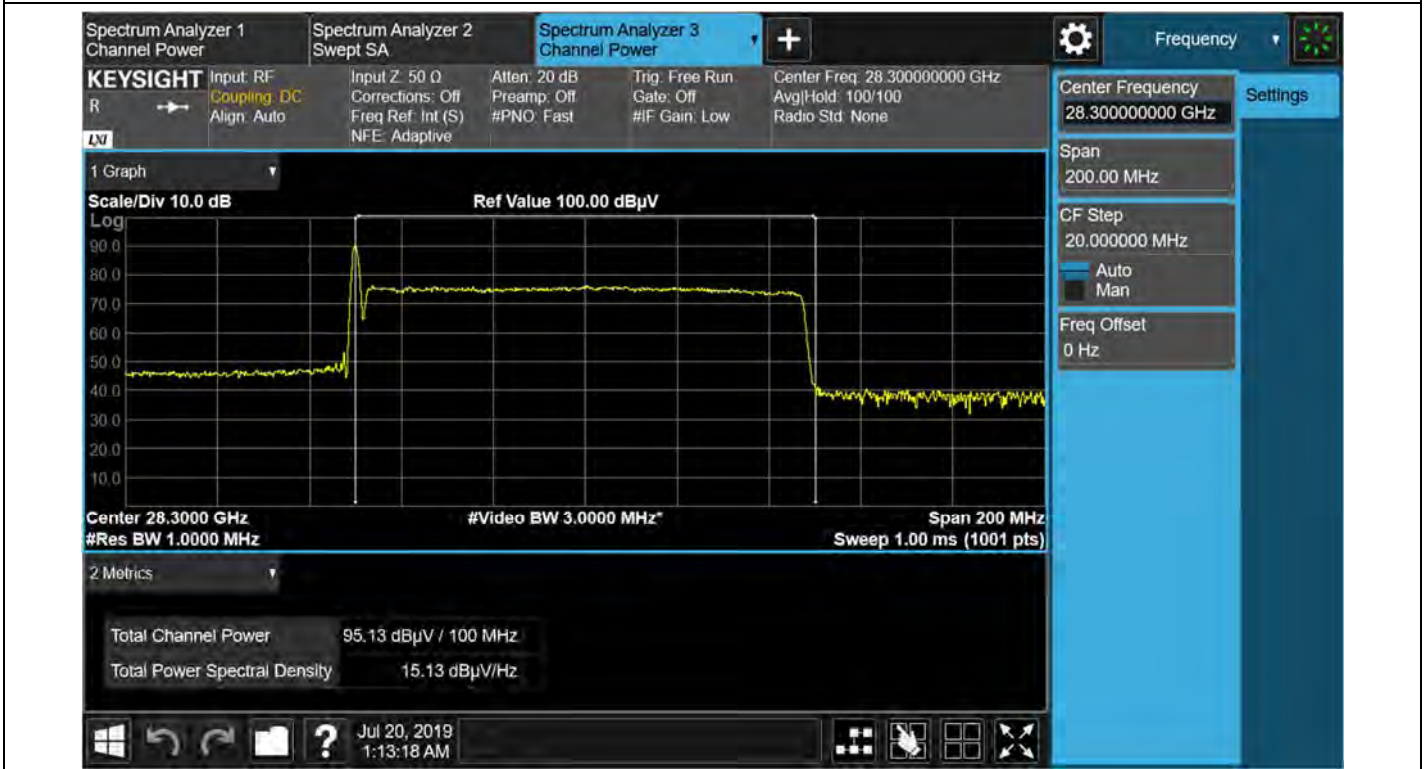 Spectrum Analyzer 1
Channel Power
Spectrum Analyzer 2
Swept SA
Spectrum Analyzer 3
Channel Power
Frequency
KEYSIGHT
R
LXI
Input: RF
Coupling: DC
Align: Auto
Input Z: 50 Ω
Corrections: Off
Freq Ref: Int (S)
NFE: Adaptive
Atten: 20 dB
Preamp: Off
#PNO: Fast
Trig: Free Run
Gate: Off
#IF Gain: Low
Center Freq: 28.300000000 GHz
Avg|Hold: 100/100
Radio Std: None
Center Frequency
28.300000000 GHz
Settings
Span
200.00 MHz
CF Step
20.000000 MHz
Auto
Man
Freq Offset
0 Hz
1 Graph
Scale/Div 10.0 dB
Ref Value 100.00 dBµV
Log
90.0
80.0
70.0
60.0
50.0
40.0
30.0
20.0
10.0
Center 28.3000 GHz
#Video BW 3.0000 MHz*
Span 200 MHz
#Res BW 1.0000 MHz
Sweep 1.00 ms (1001 pts)
2 Metrics
Total Channel Power 95.13 dBµV / 100 MHz
Total Power Spectral Density 15.13 dBµV/Hz
?
Jul 20, 2019
1:13:18 AM